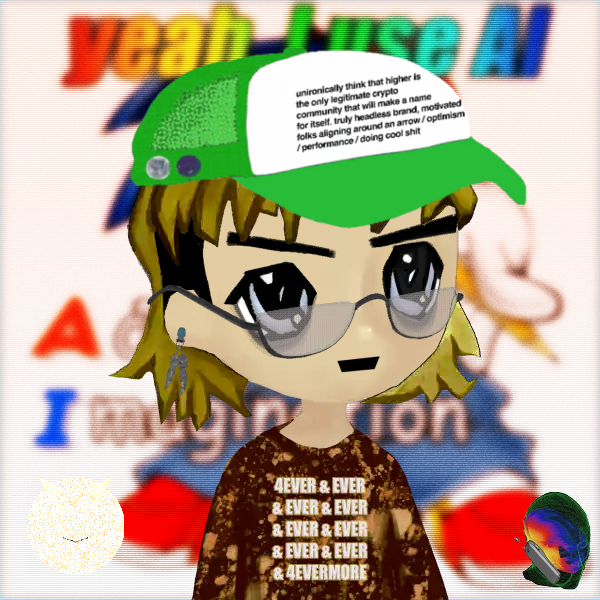 yeah I use AI
unironically think that higher is
the only legitimate crypto
community that will make a name
for itself. truly headless brand, motivated
folks aligning around an arrow / optimism
/ performance / doing cool shit
A &
Imagination
4EVER & EVER
& EVER & EVER
& EVER & EVER
& EVER & EVER
& 4EVERMORE